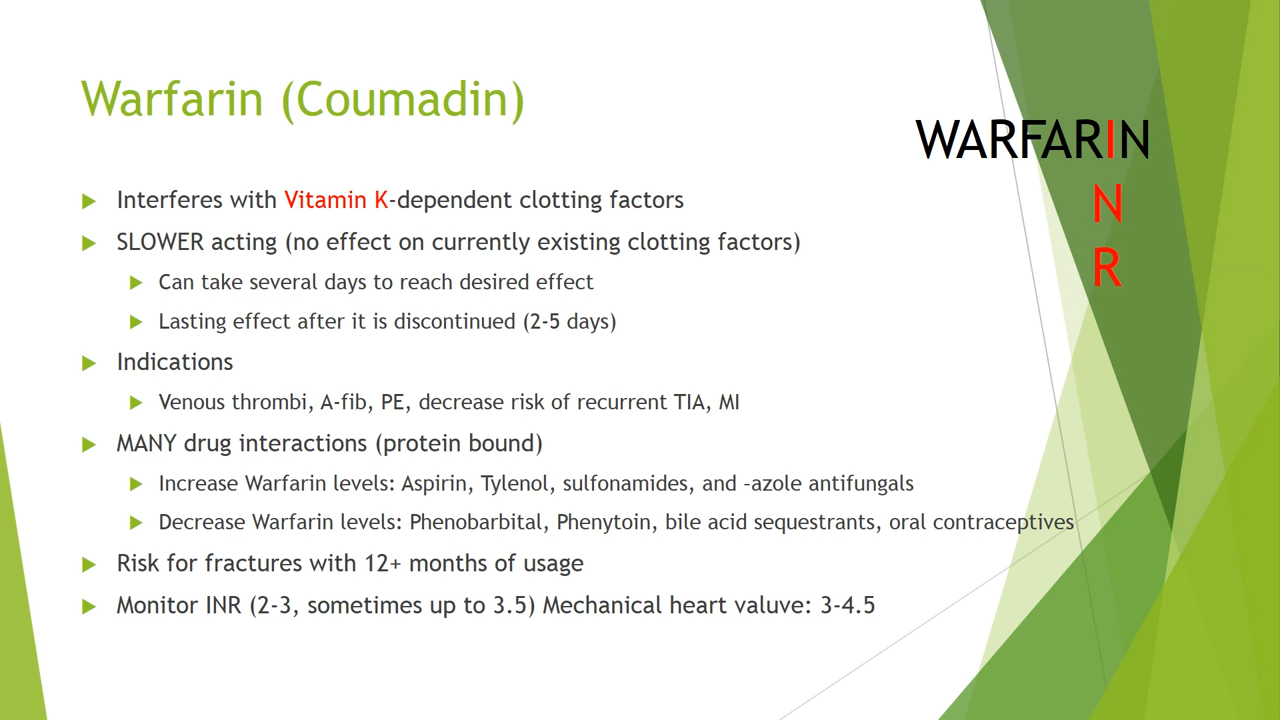 Warfarin (Coumadin)
WARFARIN
N
R
Interferes with Vitamin K-dependent clotting factors
SLOWER acting (no effect on currently existing clotting factors)
Can take several days to reach desired effect
Lasting effect after it is discontinued (2-5 days)
Indications
Venous thrombi, A-fib, PE, decrease risk of recurrent TIA, MI
MANY drug interactions (protein bound)
Increase Warfarin levels: Aspirin, Tylenol, sulfonamides, and –azole antifungals
Decrease Warfarin levels: Phenobarbital, Phenytoin, bile acid sequestrants, oral contraceptives
Risk for fractures with 12+ months of usage
Monitor INR (2-3, sometimes up to 3.5) Mechanical heart valuve: 3-4.5